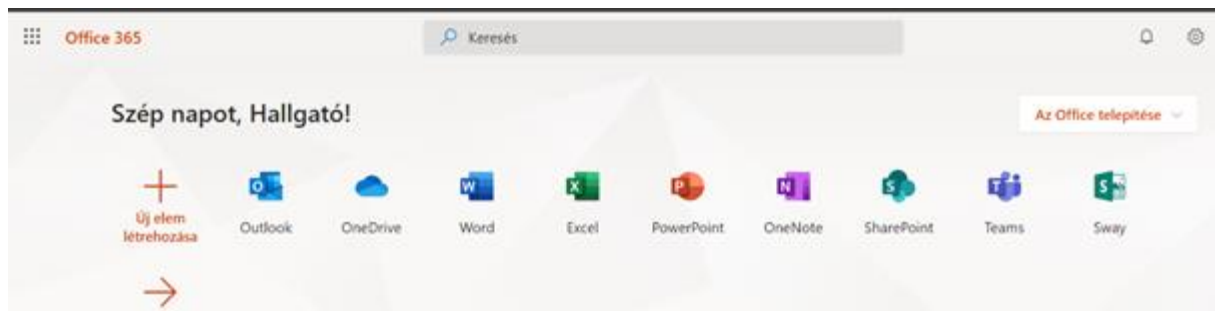 Office 365
Keresés
Szép napot, Hallgató!
Az Office telepítése
Új elem
létrehozása
Outlook
OneDrive
Word
Excel
PowerPoint
OneNote
SharePoint
Teams
Sway